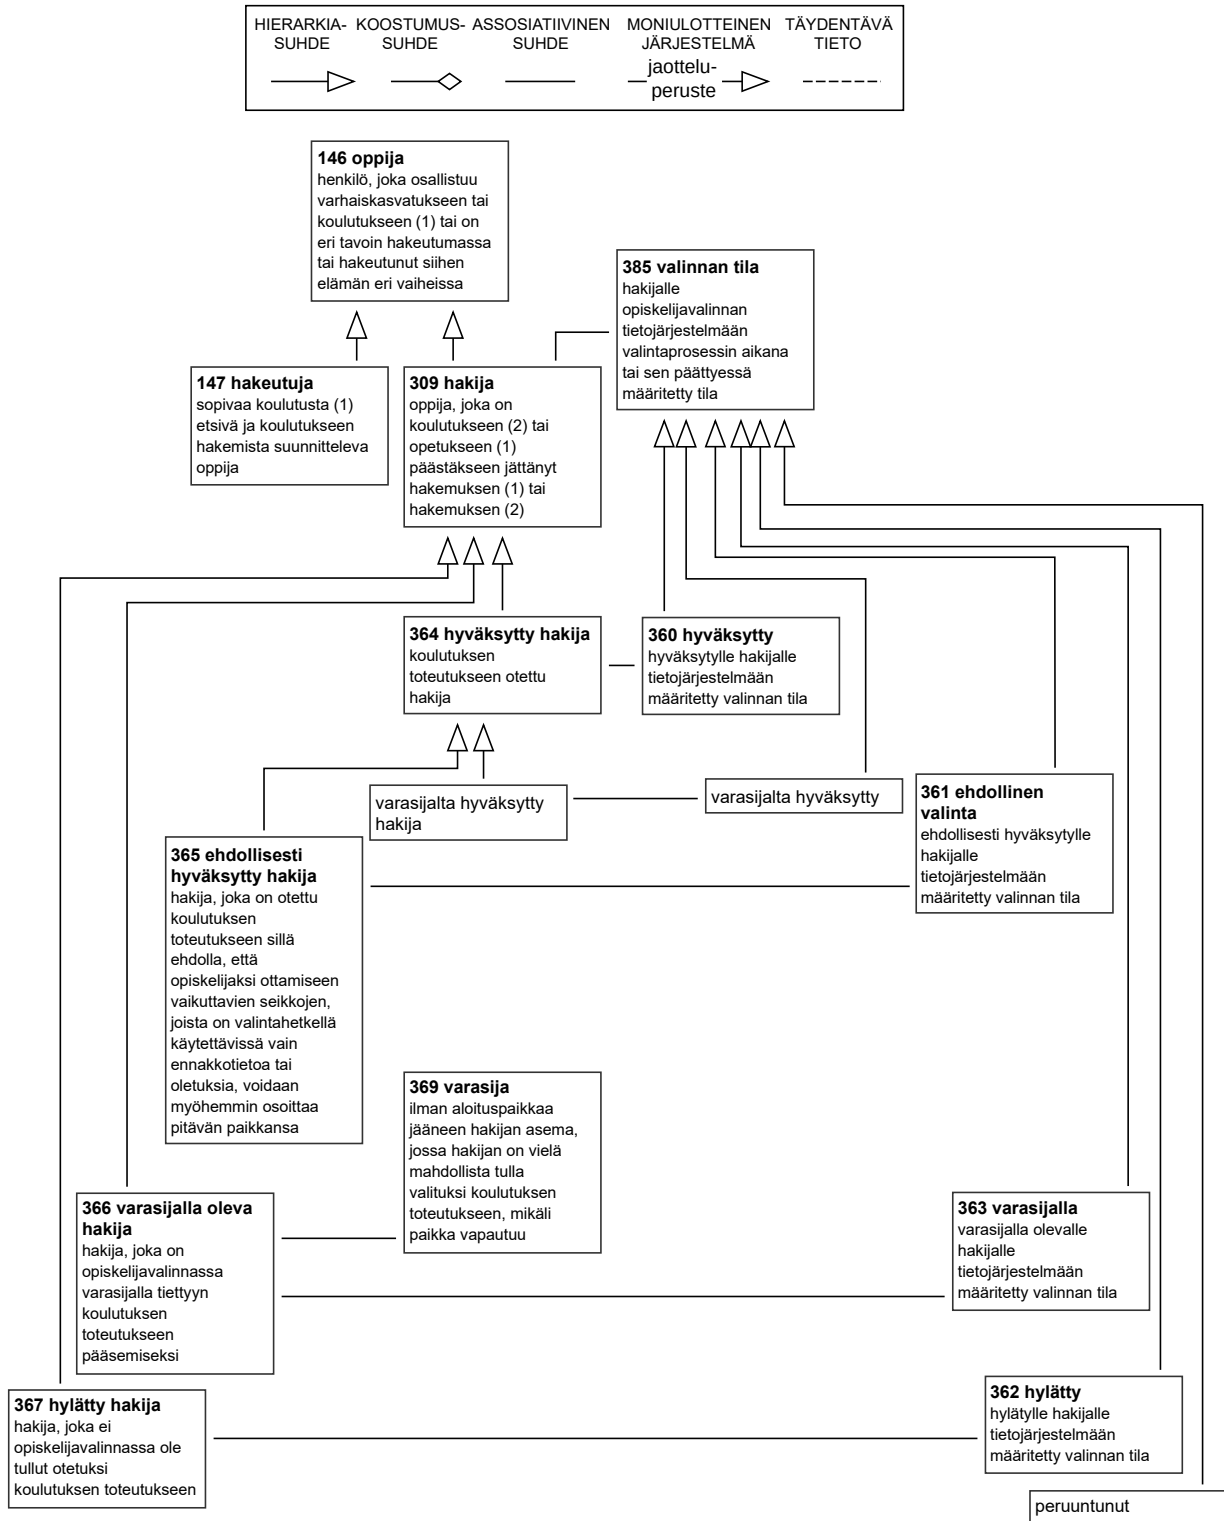 HIERARKIA-
SUHDE
KOOSTUMUS-
SUHDE
ASSOSIATIIVINEN
SUHDE
MONIULOTTEINEN
JÄRJESTELMÄ
jaottelu-
peruste
TÄYDENTÄVÄ
TIETO
146 oppija
henkilö, joka osallistuu
varhaiskasvatukseen tai
koulutukseen (1) tai on
eri tavoin hakeutumassa
tai hakeutunut siihen
elämän eri vaiheissa
385 valinnan tila
hakijalle
opiskelijavalinnan
tietojärjestelmään
valintaprosessin aikana
tai sen päättyessä
määritetty tila
147 hakeutuja
sopivaa koulutusta (1)
etsivä ja koulutukseen
hakemista suunnitteleva
oppija
309 hakija
oppija, joka on
koulutukseen (2) tai
opetukseen (1)
päästäkseen jättänyt
hakemuksen (1) tai
hakemuksen (2)
364 hyväksytty hakija
koulutuksen
toteutukseen otettu
hakija
360 hyväksytty
hyväksytylle hakijalle
tietojärjestelmään
määritetty valinnan tila
varasijalta hyväksytty
hakija
varasijalta hyväksytty
361 ehdollinen
valinta
ehdollisesti hyväksytylle
hakijalle
tietojärjestelmään
määritetty valinnan tila
365 ehdollisesti
hyväksytty hakija
hakija, joka on otettu
koulutuksen
toteutukseen sillä
ehdolla, että
opiskelijaksi ottamiseen
vaikuttavien seikkojen,
joista on valintahetkellä
käytettävissä vain
ennakkotietoa tai
oletuksia, voidaan
myöhemmin osoittaa
pitävän paikkansa
369 varasija
ilman aloituspaikkaa
jääneen hakijan asema,
jossa hakijan on vielä
mahdollista tulla
valituksi koulutuksen
toteutukseen, mikäli
paikka vapautuu
366 varasijalla oleva
hakija
hakija, joka on
opiskelijavalinnassa
varasijalla tiettyyn
koulutuksen
toteutukseen
pääsemiseksi
363 varasijalla
varasijalla olevalle
hakijalle
tietojärjestelmään
määritetty valinnan tila
367 hylätty hakija
hakija, joka ei
opiskelijavalinnassa ole
tullut otetuksi
koulutuksen toteutukseen
362 hylätty
hylätylle hakijalle
tietojärjestelmään
määritetty valinnan tila
peruuntunut